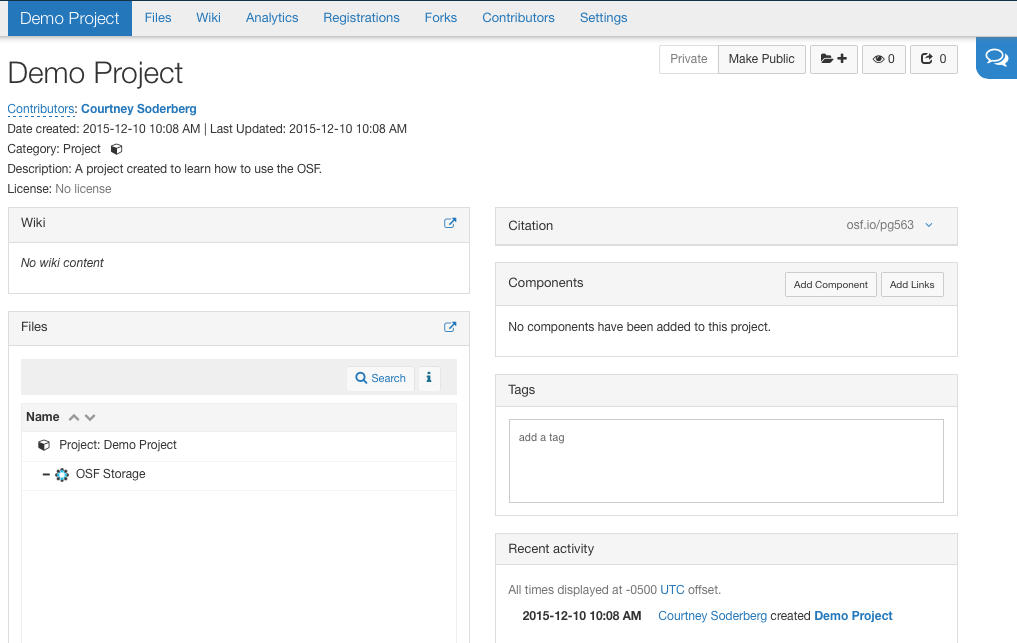 Demo Project Files Wiki Analytics Registrations Forks Contributors Settings
Private Make Public 0 0
Demo Project
Contributors: Courtney Soderberg
Date created: 2015-12-10 10:08 AM | Last Updated: 2015-12-10 10:08 AM
Category: Project
Description: A project created to learn how to use the OSF.
License: No license
Wiki
No wiki content
Files
Search i
Name
Project: Demo Project
OSF Storage
Citation osf.io/pg563
Components Add Component Add Links
No components have been added to this project.
Tags
add a tag
Recent activity
All times displayed at -0500 UTC offset.
2015-12-10 10:08 AM Courtney Soderberg created Demo Project